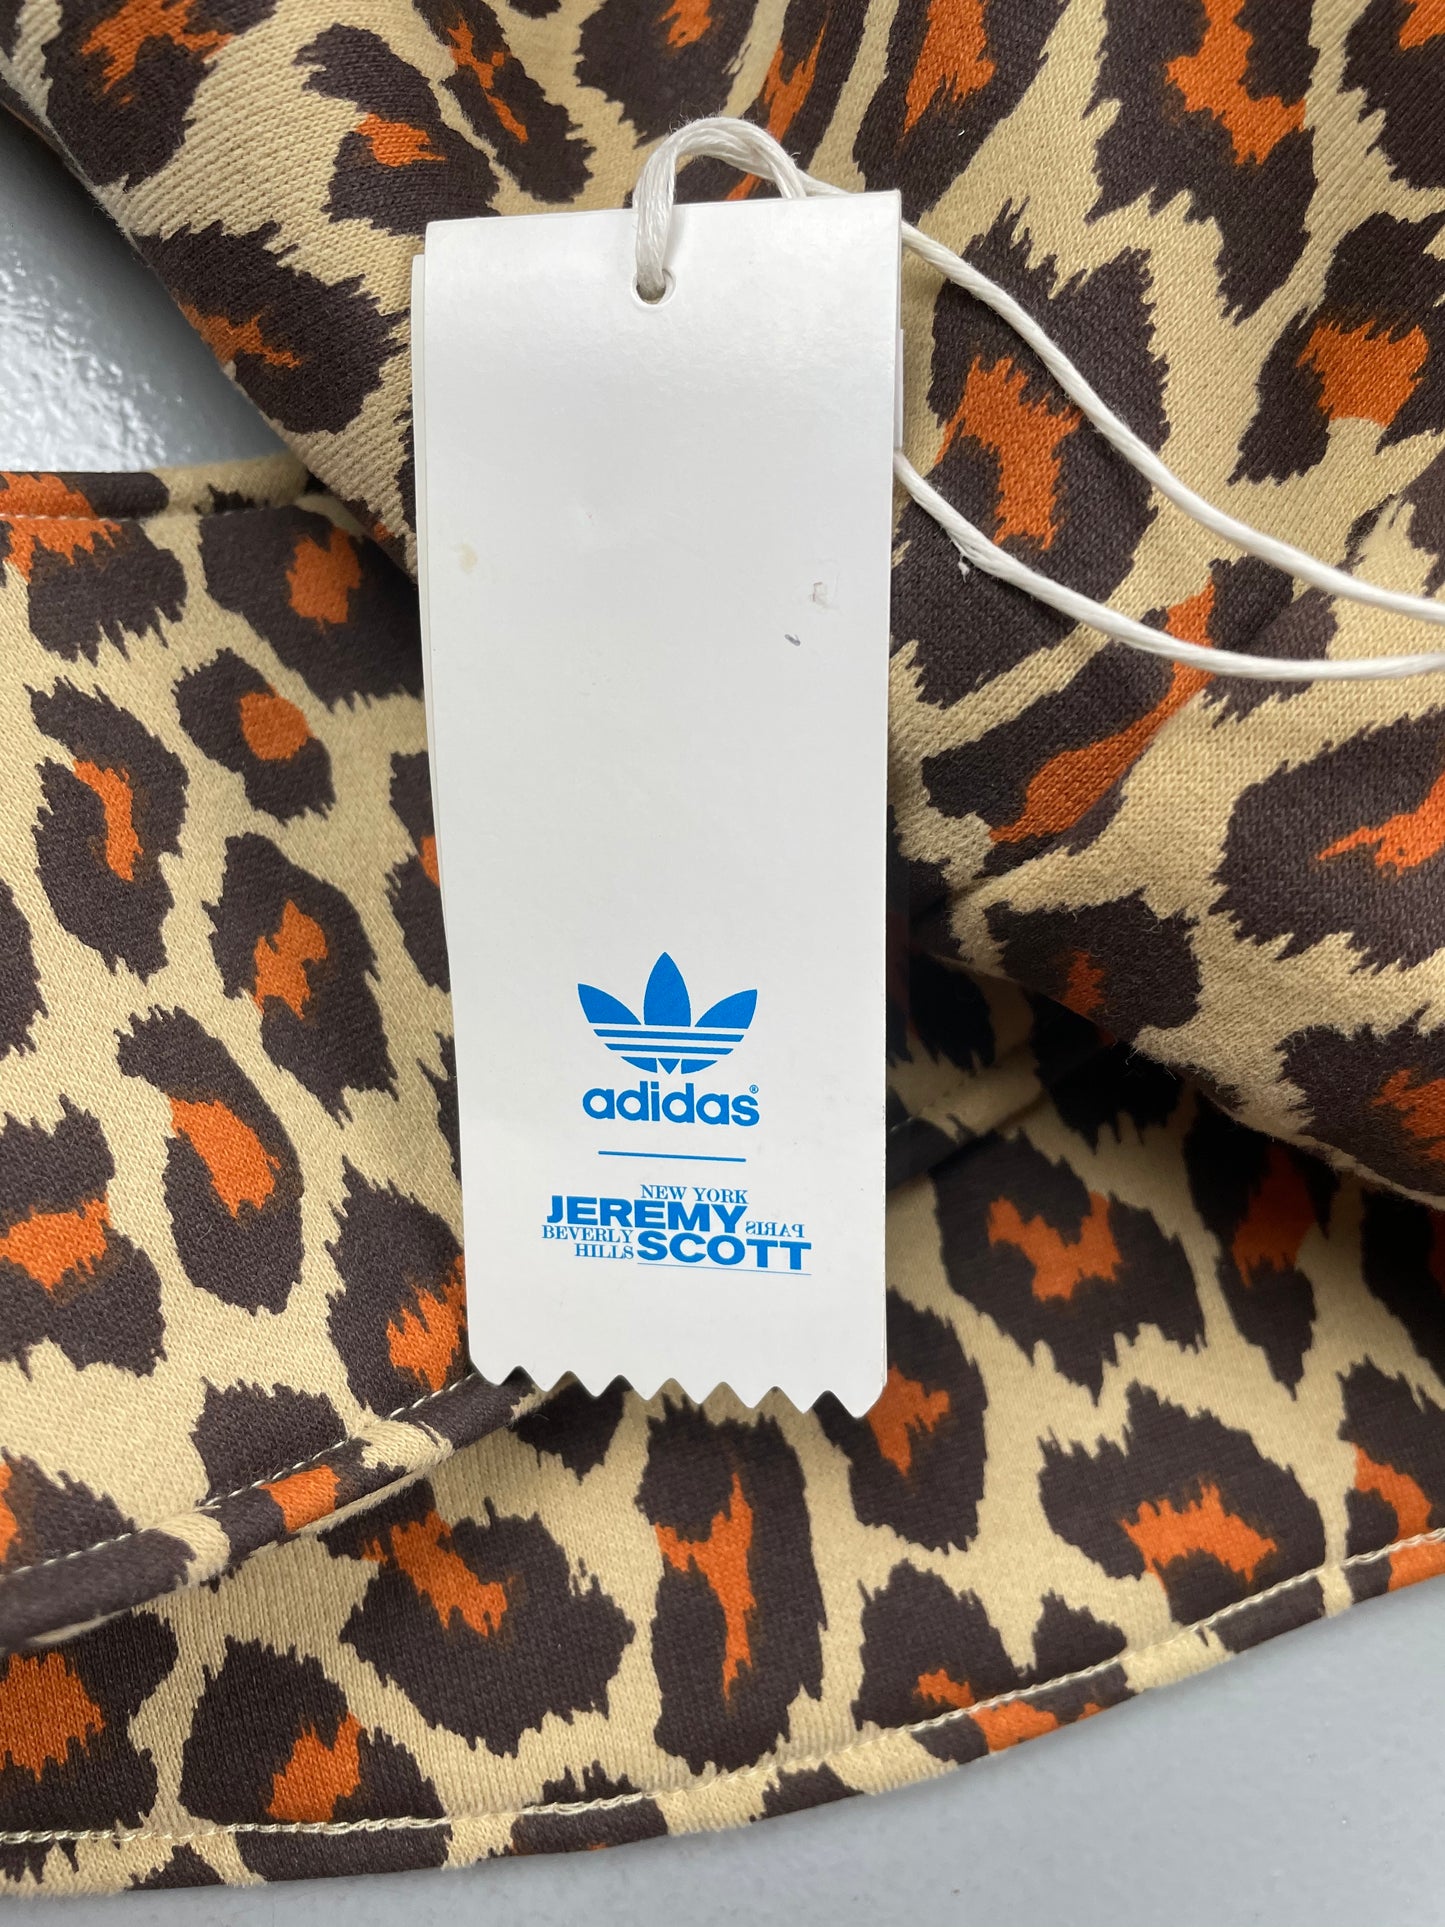 adidas®
NEW YORK
JEREMY PARIS
BEVERLY
HILLS SCOTT